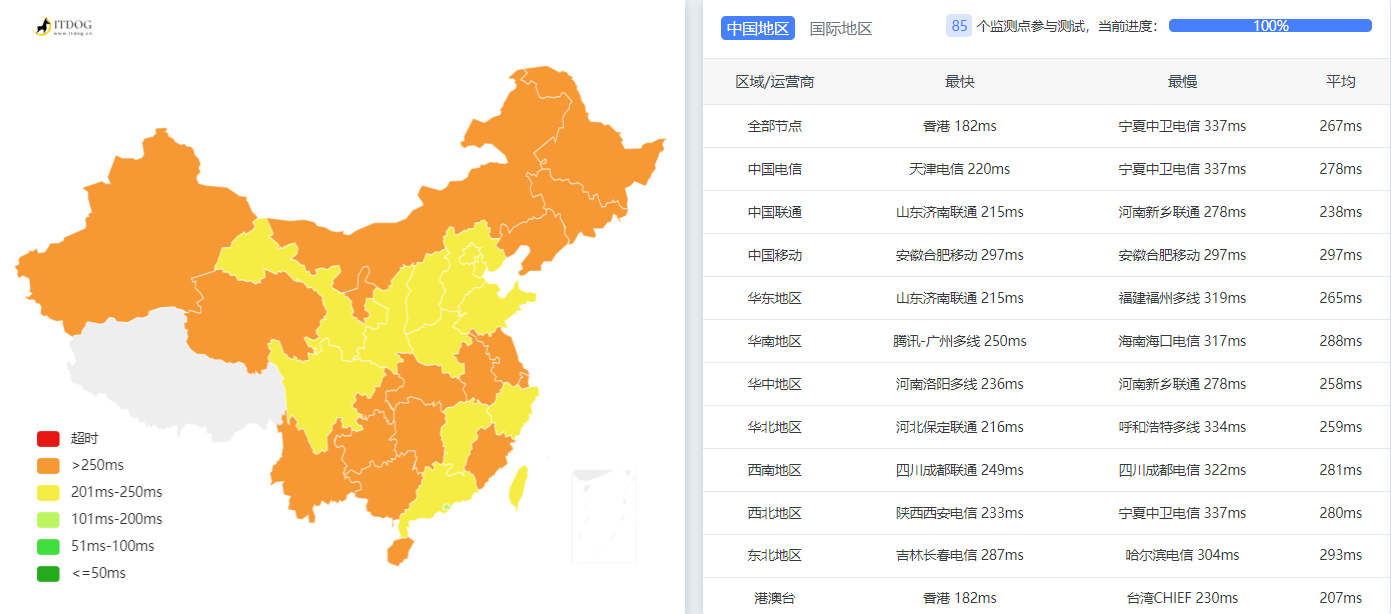 ITDOG
www.itdog.cn
超时
>250ms
201ms-250ms
101ms-200ms
51ms-100ms
<=50ms
中国地区 国际地区 85 个监测点参与测试，当前进度： 100%
区域/运营商 最快 最慢 平均
全部节点 香港 182ms 宁夏中卫电信 337ms 267ms
中国电信 天津电信 220ms 宁夏中卫电信 337ms 278ms
中国联通 山东济南联通 215ms 河南新乡联通 278ms 238ms
中国移动 安徽合肥移动 297ms 安徽合肥移动 297ms 297ms
华东地区 山东济南联通 215ms 福建福州多线 319ms 265ms
华南地区 腾讯-广州多线 250ms 海南海口电信 317ms 288ms
华中地区 河南洛阳多线 236ms 河南新乡联通 278ms 258ms
华北地区 河北保定联通 216ms 呼和浩特多线 334ms 259ms
西南地区 四川成都联通 249ms 四川成都电信 322ms 281ms
西北地区 陕西西安电信 233ms 宁夏中卫电信 337ms 280ms
东北地区 吉林长春电信 287ms 哈尔滨电信 304ms 293ms
港澳台 香港 182ms 台湾CHIEF 230ms 207ms